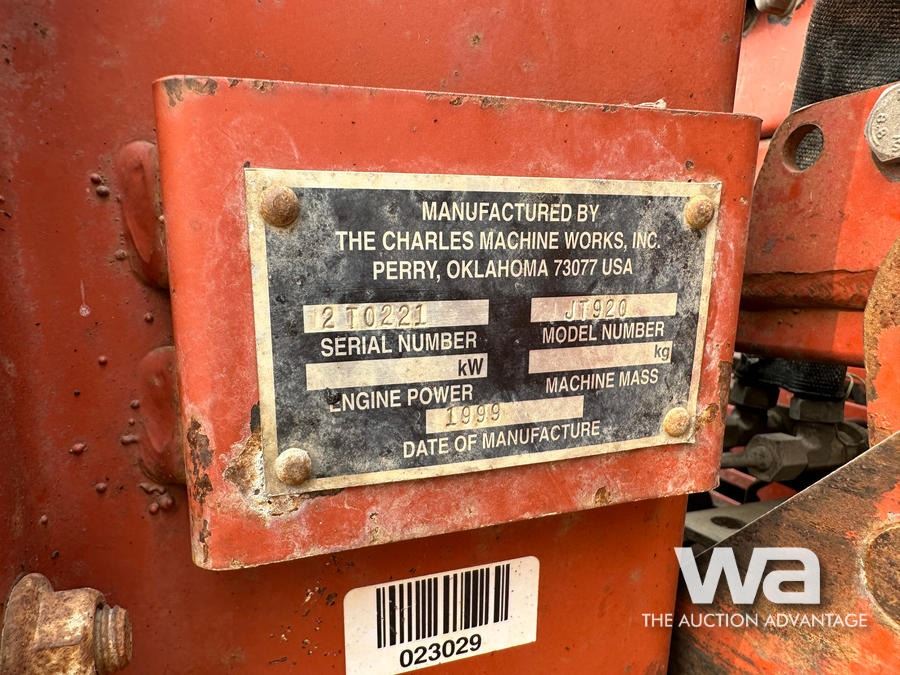 MANUFACTURED BY
THE CHARLES MACHINE WORKS, INC.
PERRY, OKLAHOMA 73077 USA
2T0221 JT920
SERIAL NUMBER MODEL NUMBER
kW kg
ENGINE POWER MACHINE MASS
1999
DATE OF MANUFACTURE
023029
wa
THE AUCTION ADVANTAGE